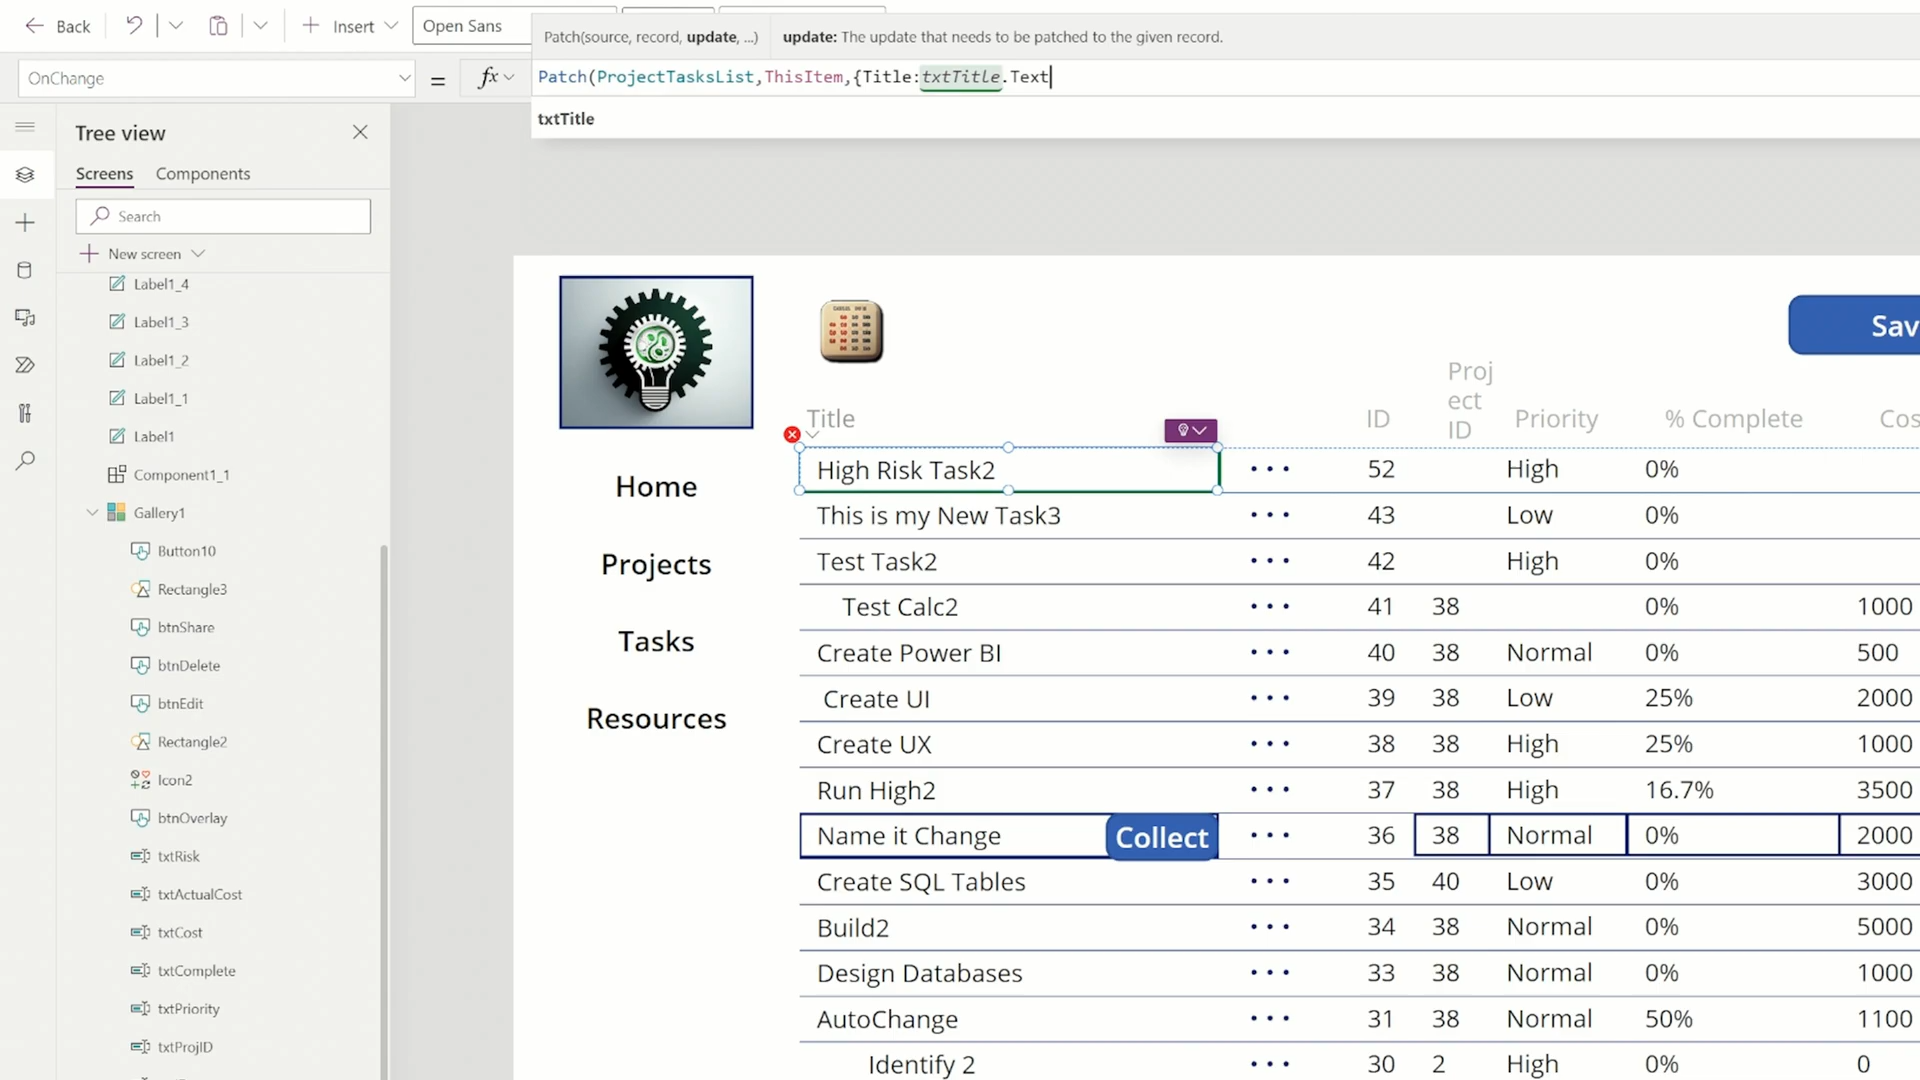 Back
Insert
Open Sans
Patch(source, record, update, ...)
update: The update that needs to be patched to the given record.
OnChange
=
fx
Patch(ProjectTasksList,ThisItem,{Title:txtTitle.Text
txtTitle
Tree view
Screens
Components
Search
New screen
Label1_4
Label1_3
Label1_2
Label1_1
Label1
Component1_1
Gallery1
Button10
Rectangle3
btnShare
btnDelete
btnEdit
Rectangle2
Icon2
btnOverlay
txtRisk
txtActualCost
txtCost
txtComplete
txtPriority
txtProjID
Home
Projects
Tasks
Resources
Sav
Title ID Proj
ect
ID Priority % Complete Cos
High Risk Task2 ... 52 High 0%
This is my New Task3 ... 43 Low 0%
Test Task2 ... 42 High 0%
Test Calc2 ... 41 38 0% 1000
Create Power BI ... 40 38 Normal 0% 500
Create UI ... 39 38 Low 25% 2000
Create UX ... 38 38 High 25% 1000
Run High2 ... 37 38 High 16.7% 3500
Name it Change Collect ... 36 38 Normal 0% 2000
Create SQL Tables ... 35 40 Low 0% 3000
Build2 ... 34 38 Normal 0% 5000
Design Databases ... 33 38 Normal 0% 1000
AutoChange ... 31 38 Normal 50% 1100
Identify 2 ... 30 2 High 0% 0